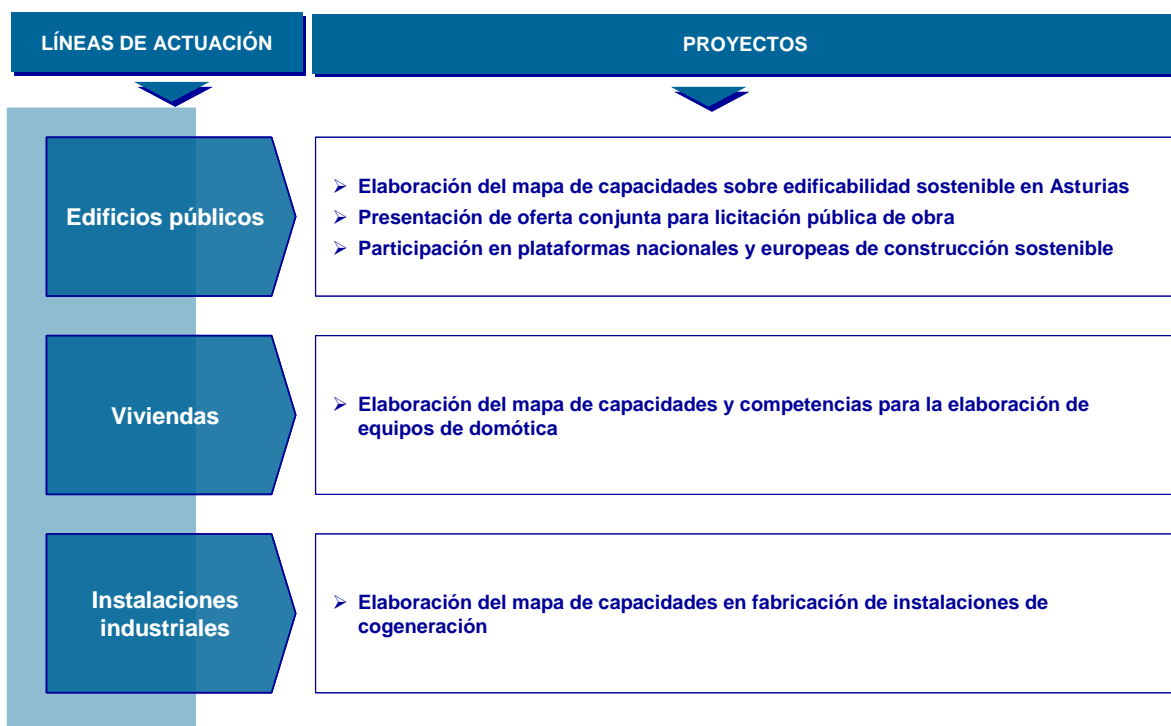 LÍNEAS DE ACTUACIÓN
PROYECTOS
Edificios públicos
➢ Elaboración del mapa de capacidades sobre edificabilidad sostenible en Asturias
➢ Presentación de oferta conjunta para licitación pública de obra
➢ Participación en plataformas nacionales y europeas de construcción sostenible
Viviendas
➢ Elaboración del mapa de capacidades y competencias para la elaboración de
equipos de domótica
Instalaciones
industriales
➢ Elaboración del mapa de capacidades en fabricación de instalaciones de
cogeneración